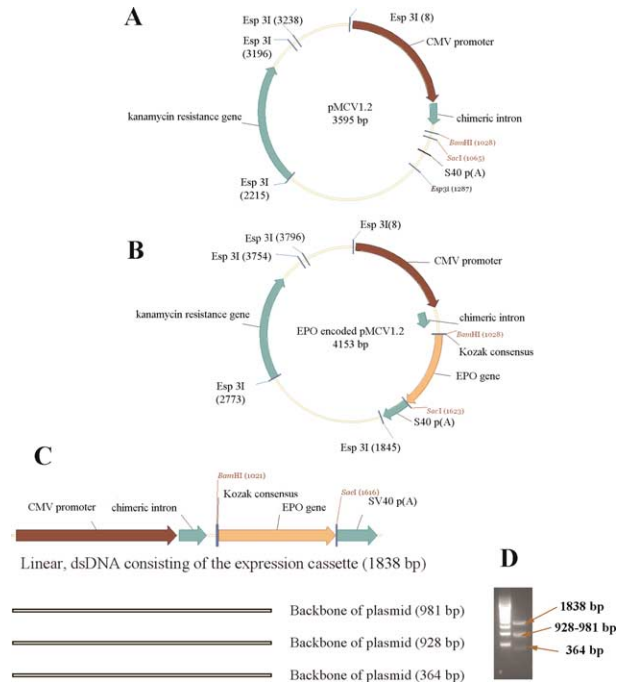 A
Esp 3I (3238)
Esp 3I (8)
Esp 3I
(3196)
CMV promoter
kanamycin resistance gene
pMCV1.2
3595 bp
chimeric intron
BamHI (1028)
SacI (1065)
S40 p(A)
Esp3I (1287)
Esp 3I
(2215)
B
Esp 3I(8)
Esp 3I (3796)
Esp 3I (3754)
CMV promoter
kanamycin resistance gene
chimeric intron
BamHI (1028)
EPO encoded pMCV1.2
4153 bp
Kozak consensus
EPO gene
Esp 3I
(2773)
SacI (1623)
S40 p(A)
Esp 3I (1845)
C
BamHI (1021)
SacI (1616)
CMV promoter
chimeric intron
Kozak consensus
EPO gene
SV40 p(A)
Linear, dsDNA consisting of the expression cassette (1838 bp)
Backbone of plasmid (981 bp)
Backbone of plasmid (928 bp)
Backbone of plasmid (364 bp)
D
1838 bp
928-981 bp
364 bp